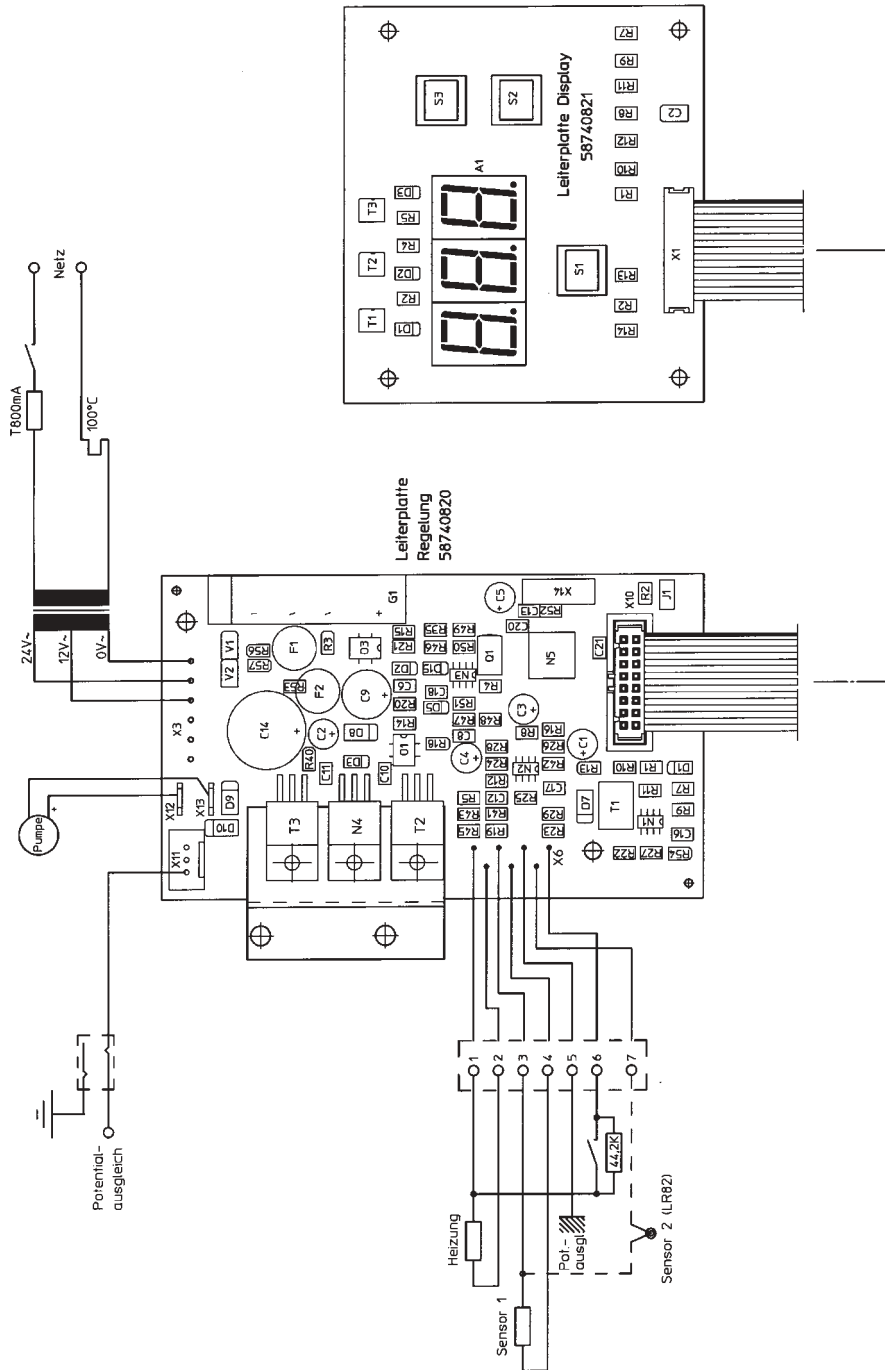 Netz
T800mA
100°C
24V~
12V~
0V~
Leiterplatte
Regelung
58740820
Leiterplatte Display
58740821
S3
S2
S1
A1
T1
T2
T3
D1
R2
D2
R4
R5
D3
R14
R2
R13
R1
R10
R12
R8
R11
R9
R7
C2
X1
Pumpe
+
X11
X12
X13
X3
V2
V1
D10
D9
R57
R56
G1
+
F1
R3
R53
F2
O3
C14
+
C2
+
C9
+
D8
R40
C11
D3
C10
T3
N4
T2
R15
R21
D2
C6
R20
R14
O1
R35
R46
D15
C18
D5
R18
R49
R50
N3
R51
R47
C8
C4
+
Q1
R4
R48
C3
+
R8
R28
R24
R12
N2
C5
+
C20
C13
R52
X14
N5
R16
R26
R42
C1
+
R5
R43
R45
C12
R41
R19
R25
C17
R29
R23
X6
C21
X10
R2
J1
R13
R10
R1
D1
D7
T1
R11
R7
R9
N1
C16
R22
R27
R54
Potential-
ausgleich
1
2
3
4
5
6
7
Heizung
Sensor 1
Pot.-
ausgl.
44,2K
Sensor 2 (LR82)